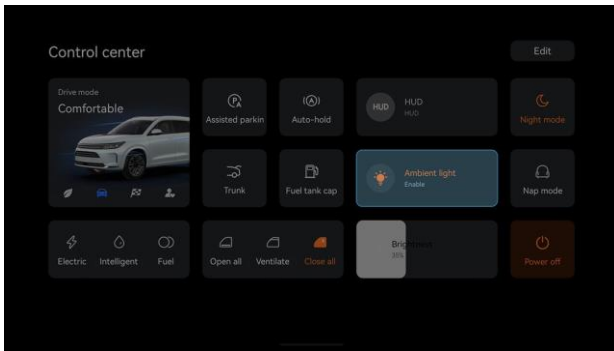 Control center
Edit
Drive mode
Comfortable
Assisted parkin
Auto-hold
HUD
HUD
HUD
Night mode
Trunk
Fuel tank cap
Ambient light
Enable
Nap mode
Electric
Intelligent
Fuel
Open all
Ventilate
Close all
Brightness
Power off